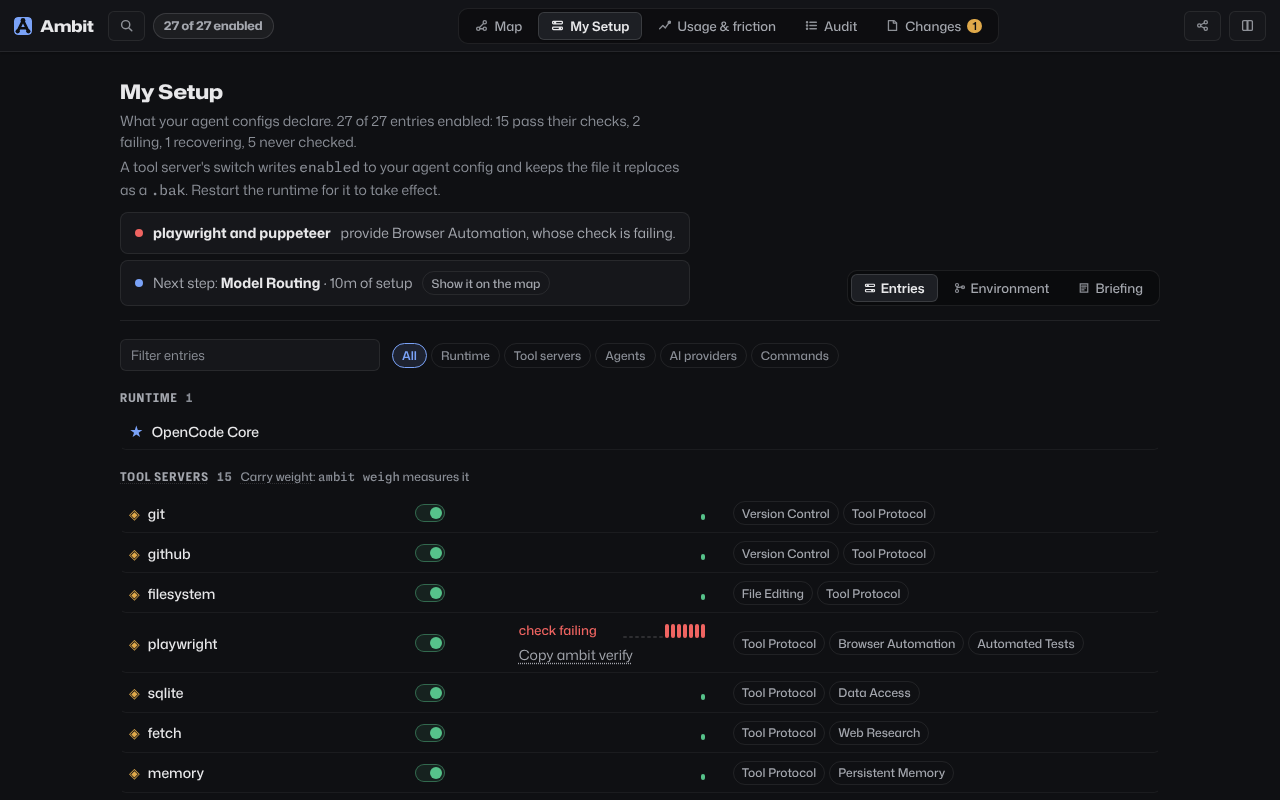 Ambit
27 of 27 enabled
Map
My Setup
Usage & friction
Audit
Changes 1
My Setup
What your agent configs declare. 27 of 27 entries enabled: 15 pass their checks, 2
failing, 1 recovering, 5 never checked.
A tool server's switch writes enabled to your agent config and keeps the file it replaces
as a .bak. Restart the runtime for it to take effect.
playwright and puppeteer provide Browser Automation, whose check is failing.
Next step: Model Routing · 10m of setup Show it on the map
Entries Environment Briefing
Filter entries
All Runtime Tool servers Agents AI providers Commands
RUNTIME 1
OpenCode Core
TOOL SERVERS 15 Carry weight: ambit weigh measures it
git Version Control Tool Protocol
github Version Control Tool Protocol
filesystem File Editing Tool Protocol
playwright check failing Tool Protocol Browser Automation Automated Tests
Copy ambit verify
sqlite Tool Protocol Data Access
fetch Tool Protocol Web Research
memory Tool Protocol Persistent Memory